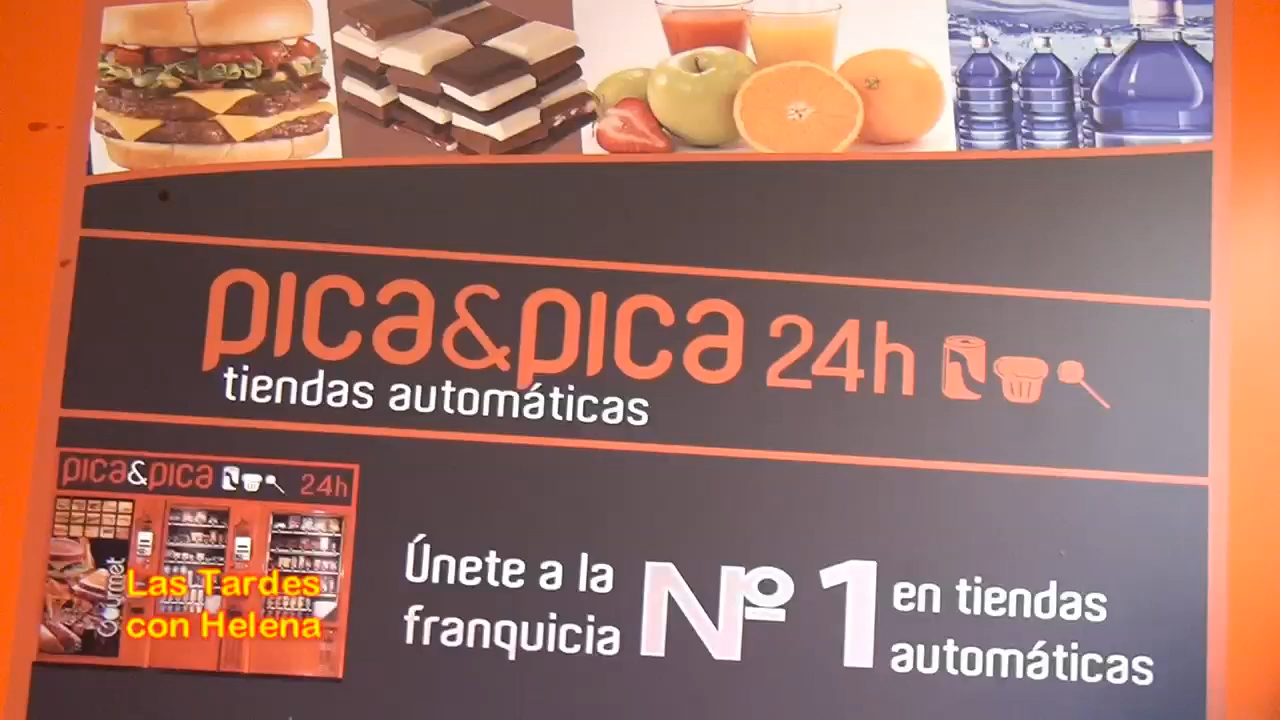 pica&pica 24h
tiendas automáticas
pica&pica 24h
Gourmet
Las Tardes
con Helena
Únete a la
franquicia
Nº 1
en tiendas
automáticas